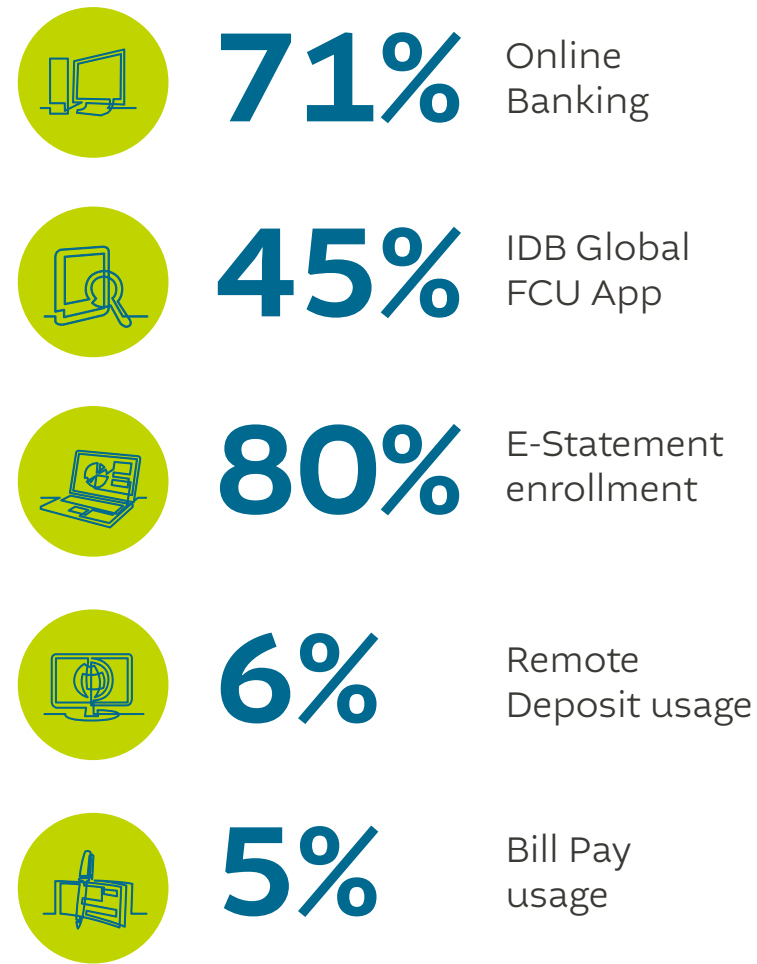 71%
Online
Banking
45%
IDB Global
FCU App
80%
E-Statement
enrollment
6%
Remote
Deposit usage
5%
Bill Pay
usage